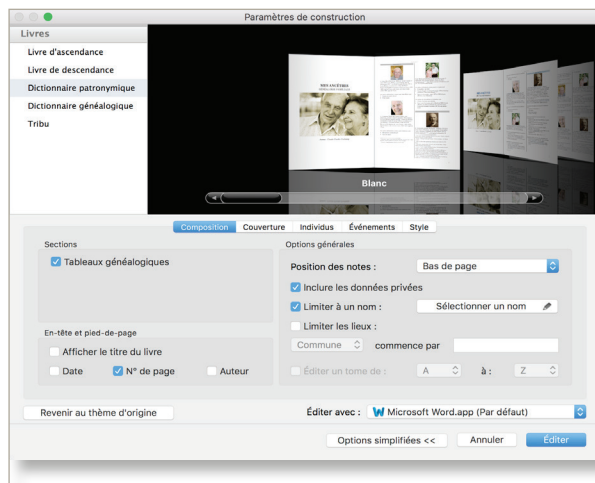 Paramètres de construction
Livres
Livre d'ascendance
Livre de descendance
Dictionnaire patronymique
Dictionnaire généalogique
Tribu
MES ANCÊTRES
Blanc
Composition Couverture Individus Événements Style
Sections
Tableaux généalogiques
En-tête et pied-de-page
Afficher le titre du livre
Date N° de page Auteur
Options générales
Position des notes : Bas de page
Inclure les données privées
Limiter à un nom : Sélectionner un nom
Limiter les lieux :
Commune commence par
Éditer un tome de : A à : Z
Revenir au thème d'origine
Éditer avec : Microsoft Word.app (Par défaut)
Options simplifiées << Annuler Éditer